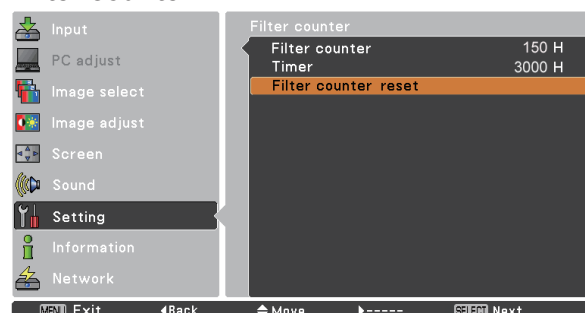 Input
PC adjust
Image select
Image adjust
Screen
Sound
Setting
Information
Network
Filter counter
Filter counter 150 H
Timer 3000 H
Filter counter reset
MENU Exit ◀Back Move ▶----- SELECT Next